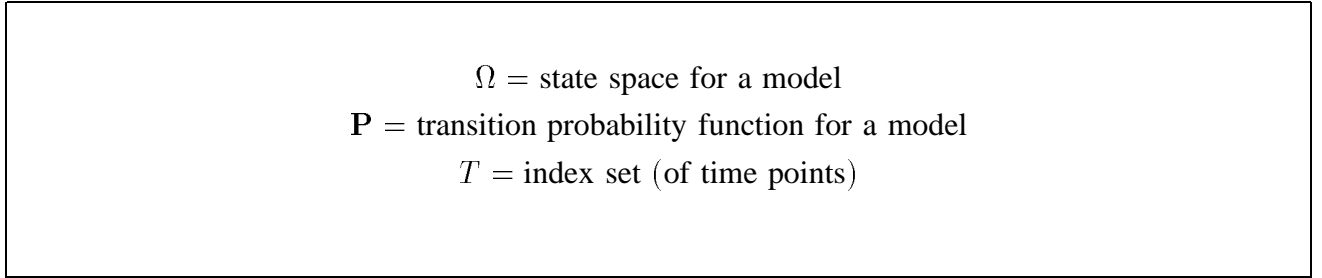 Ω = state space for a model
P = transition probability function for a model
T = index set (of time points)